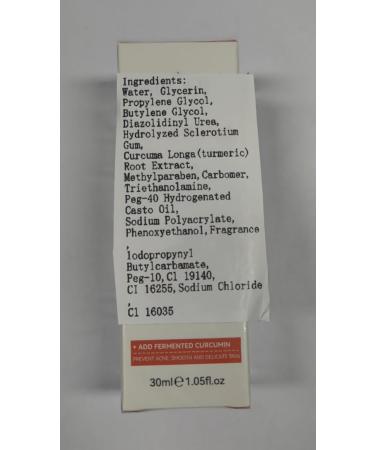 Ingredients:
Water, Glycerin,
Propylene Glycol,
Butylene Glycol,
Diazolidinyl Urea,
Hydrolyzed Sclerotium
Gum,
Curcuma Longa(turmeric)
Root Extract,
Methylparaben, Carbomer,
Triethanolamine,
Peg-40 Hydrogenated
Casto Oil,
Sodium Polyacrylate,
Phenoxyethanol, Fragrance
,
Iodopropynyl
Butylcarbamate,
Peg-10, Cl 19140,
CI 16255, Sodium Chloride
,
Cl 16035
+ ADD FERMENTED CURCUMIN
PREVENT ACNE, SMOOTH AND DELICATE SKIN
30ml℮1.05fl.oz